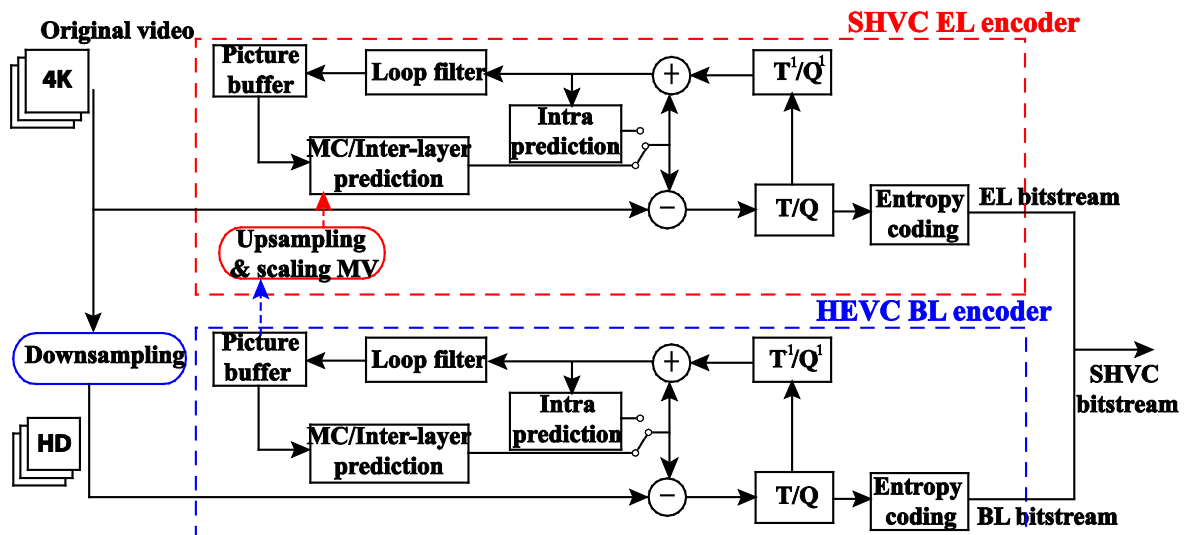 Original video
SHVC EL encoder
4K
Picture
buffer
Loop filter
+
T¹/Q¹
Intra
prediction
MC/Inter-layer
prediction
−
T/Q
Entropy
coding
EL bitstream
Upsampling
& scaling MV
HEVC BL encoder
Downsampling
Picture
buffer
Loop filter
+
T¹/Q¹
SHVC
bitstream
Intra
prediction
HD
MC/Inter-layer
prediction
−
T/Q
Entropy
coding
BL bitstream